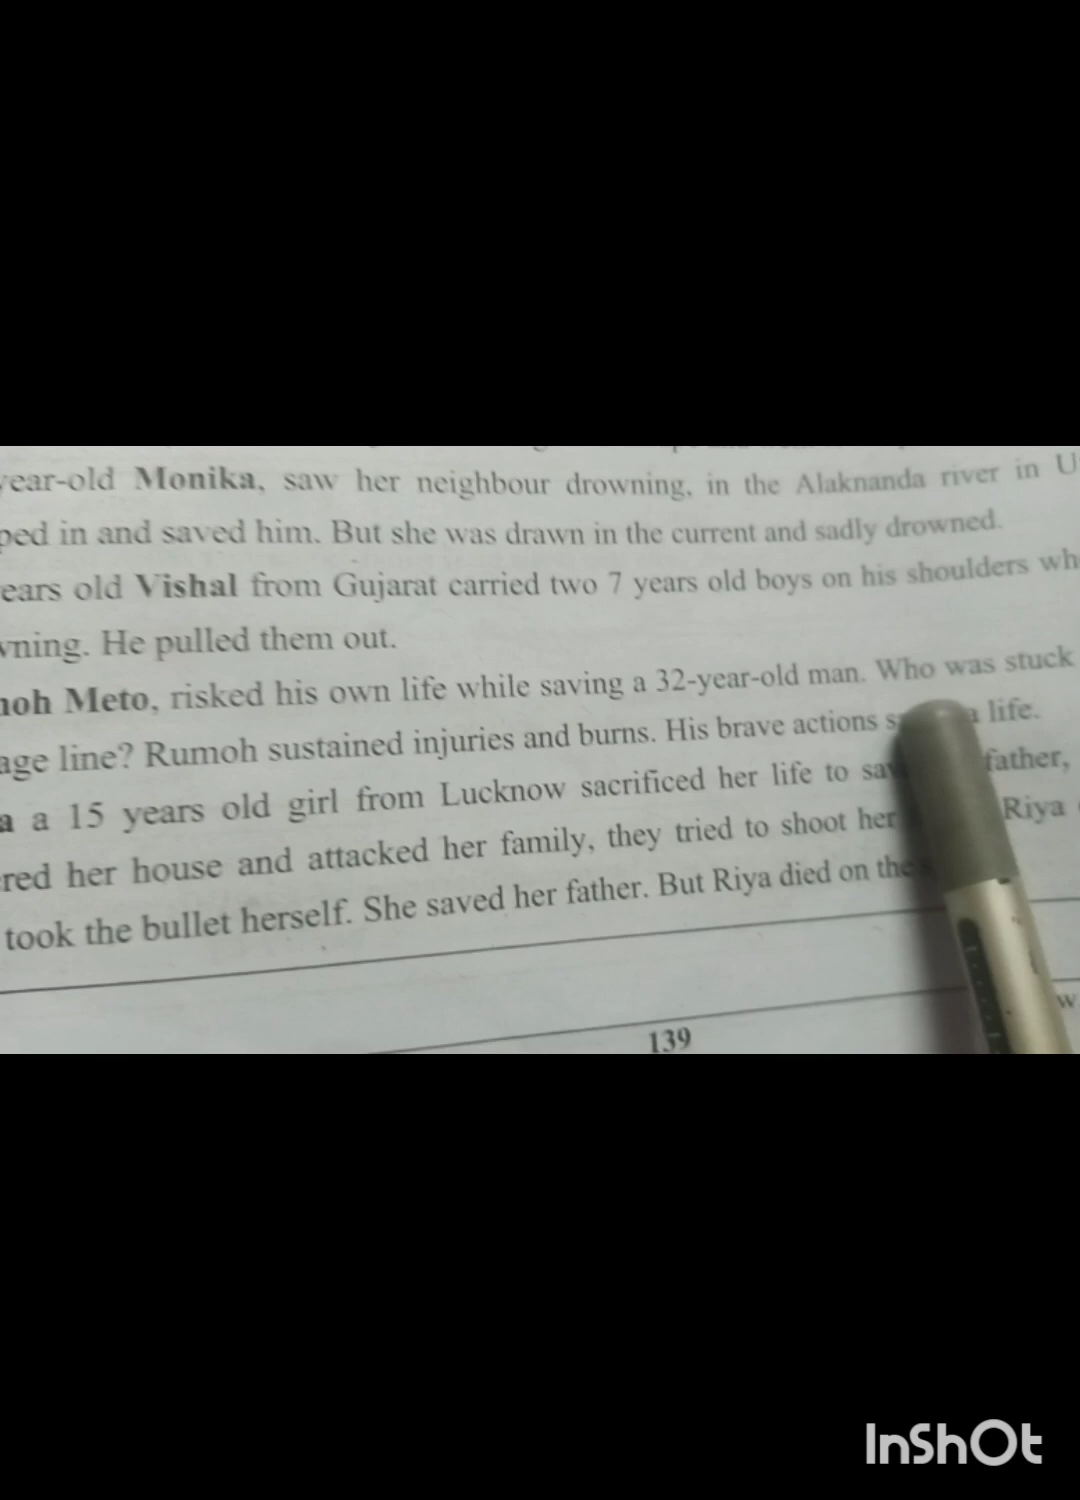 year-old Monika, saw her neighbour drowning, in the Alaknanda river in U
ped in and saved him. But she was drawn in the current and sadly drowned.
ears old Vishal from Gujarat carried two 7 years old boys on his shoulders wh
wning. He pulled them out.
moh Meto, risked his own life while saving a 32-year-old man. Who was stuck
age line? Rumoh sustained injuries and burns. His brave actions a life.
a a 15 years old girl from Lucknow sacrificed her life to father,
red her house and attacked her family, they tried to shoot her Riya
took the bullet herself. She saved her father. But Riya died on the
139
w
InShOt